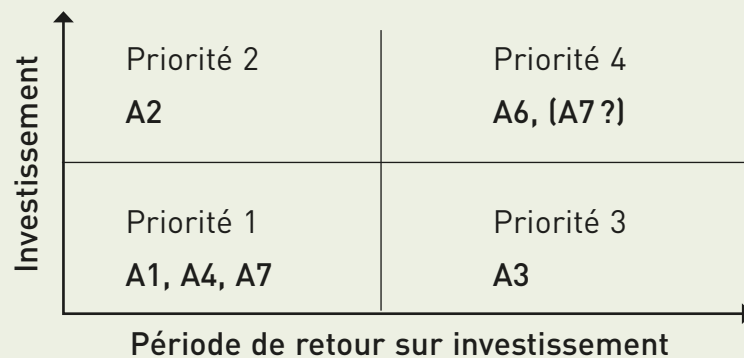 Investissement
Priorité 2
A2
Priorité 4
A6, (A7 ?)
Priorité 1
A1, A4, A7
Priorité 3
A3
Période de retour sur investissement